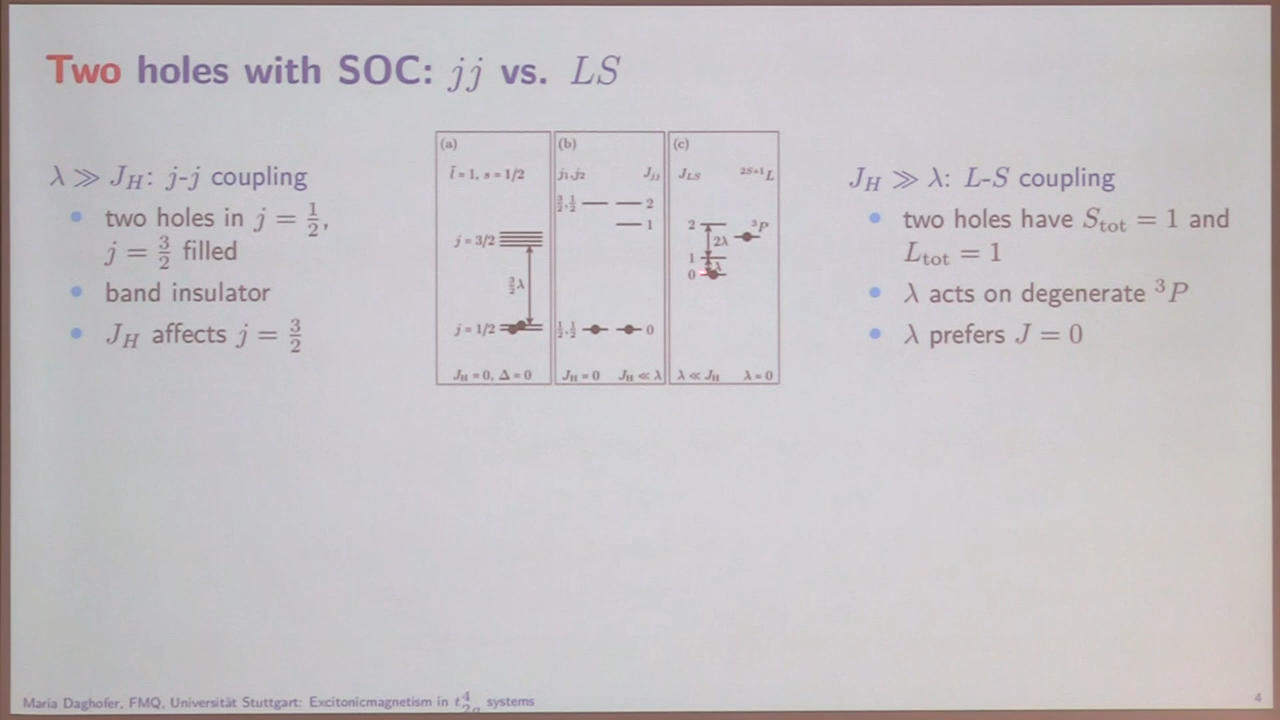 Two holes with SOC: jj vs. LS
λ ≫ J_H: j-j coupling
two holes in j = 1/2,
j = 3/2 filled
band insulator
J_H affects j = 3/2
(a)
l̃ = 1, s = 1/2
j = 3/2
3/2 λ
j = 1/2
J_H = 0, Δ = 0
(b)
j₁,j₂ J_jj
3/2,1/2 2
1
1/2,1/2 0
J_H = 0 J_H ≪ λ
(c)
J_LS ²ˢ⁺¹L
2 ³P
2λ
1
λ
0
λ ≪ J_H λ = 0
J_H ≫ λ: L-S coupling
two holes have S_tot = 1 and
L_tot = 1
λ acts on degenerate ³P
λ prefers J = 0
Maria Daghofer, FMQ, Universität Stuttgart: Excitonicmagnetism in t⁴₂g systems
4